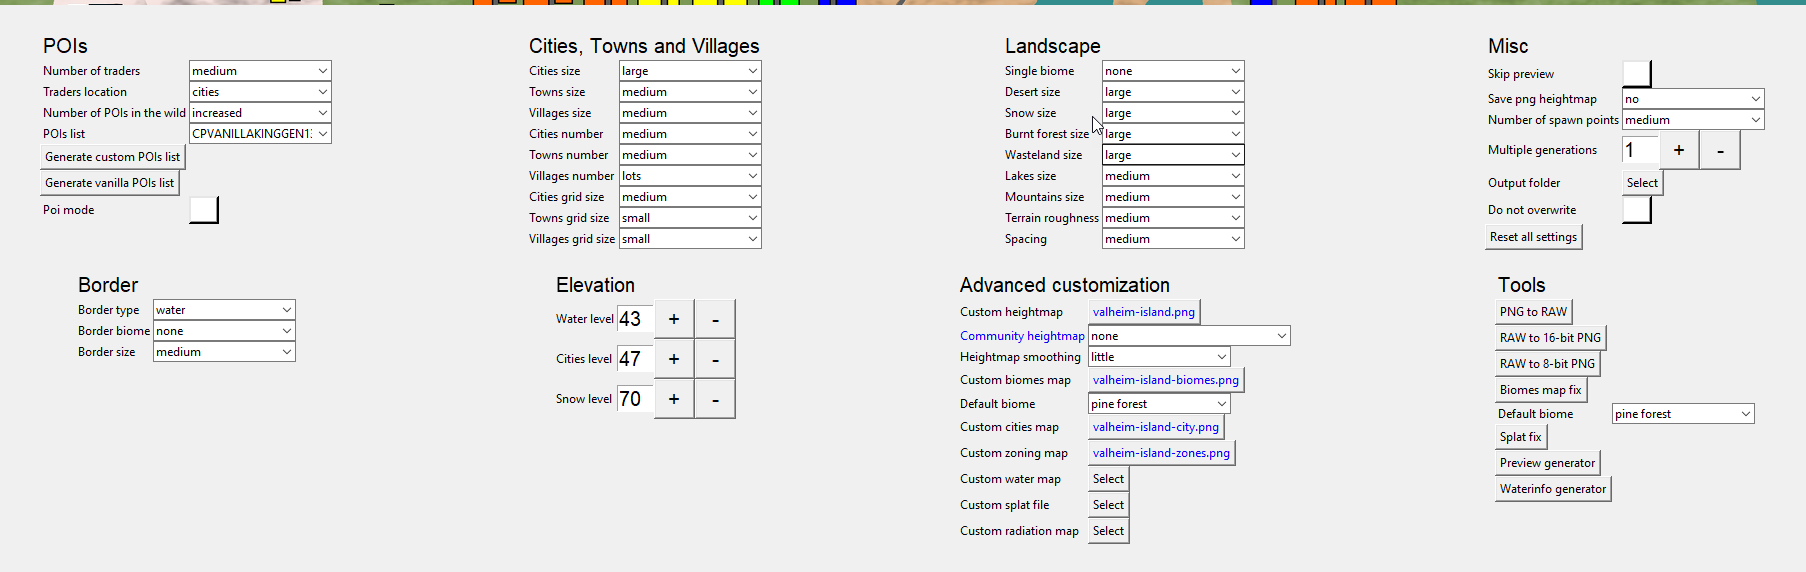 POIs
Number of traders medium
Traders location cities
Number of POIs in the wild increased
POIs list CPVANILLAKINGGEN1
Generate custom POIs list
Generate vanilla POIs list
Poi mode
Cities, Towns and Villages
Cities size large
Towns size medium
Villages size medium
Cities number medium
Towns number medium
Villages number lots
Cities grid size medium
Towns grid size small
Villages grid size small
Landscape
Single biome none
Desert size large
Snow size large
Burnt forest size large
Wasteland size large
Lakes size medium
Mountains size medium
Terrain roughness medium
Spacing medium
Misc
Skip preview
Save png heightmap no
Number of spawn points medium
Multiple generations 1 + -
Output folder Select
Do not overwrite
Reset all settings
Border
Border type water
Border biome none
Border size medium
Elevation
Water level 43 + -
Cities level 47 + -
Snow level 70 + -
Advanced customization
Custom heightmap valheim-island.png
Community heightmap none
Heightmap smoothing little
Custom biomes map valheim-island-biomes.png
Default biome pine forest
Custom cities map valheim-island-city.png
Custom zoning map valheim-island-zones.png
Custom water map Select
Custom splat file Select
Custom radiation map Select
Tools
PNG to RAW
RAW to 16-bit PNG
RAW to 8-bit PNG
Biomes map fix
Default biome pine forest
Splat fix
Preview generator
Waterinfo generator